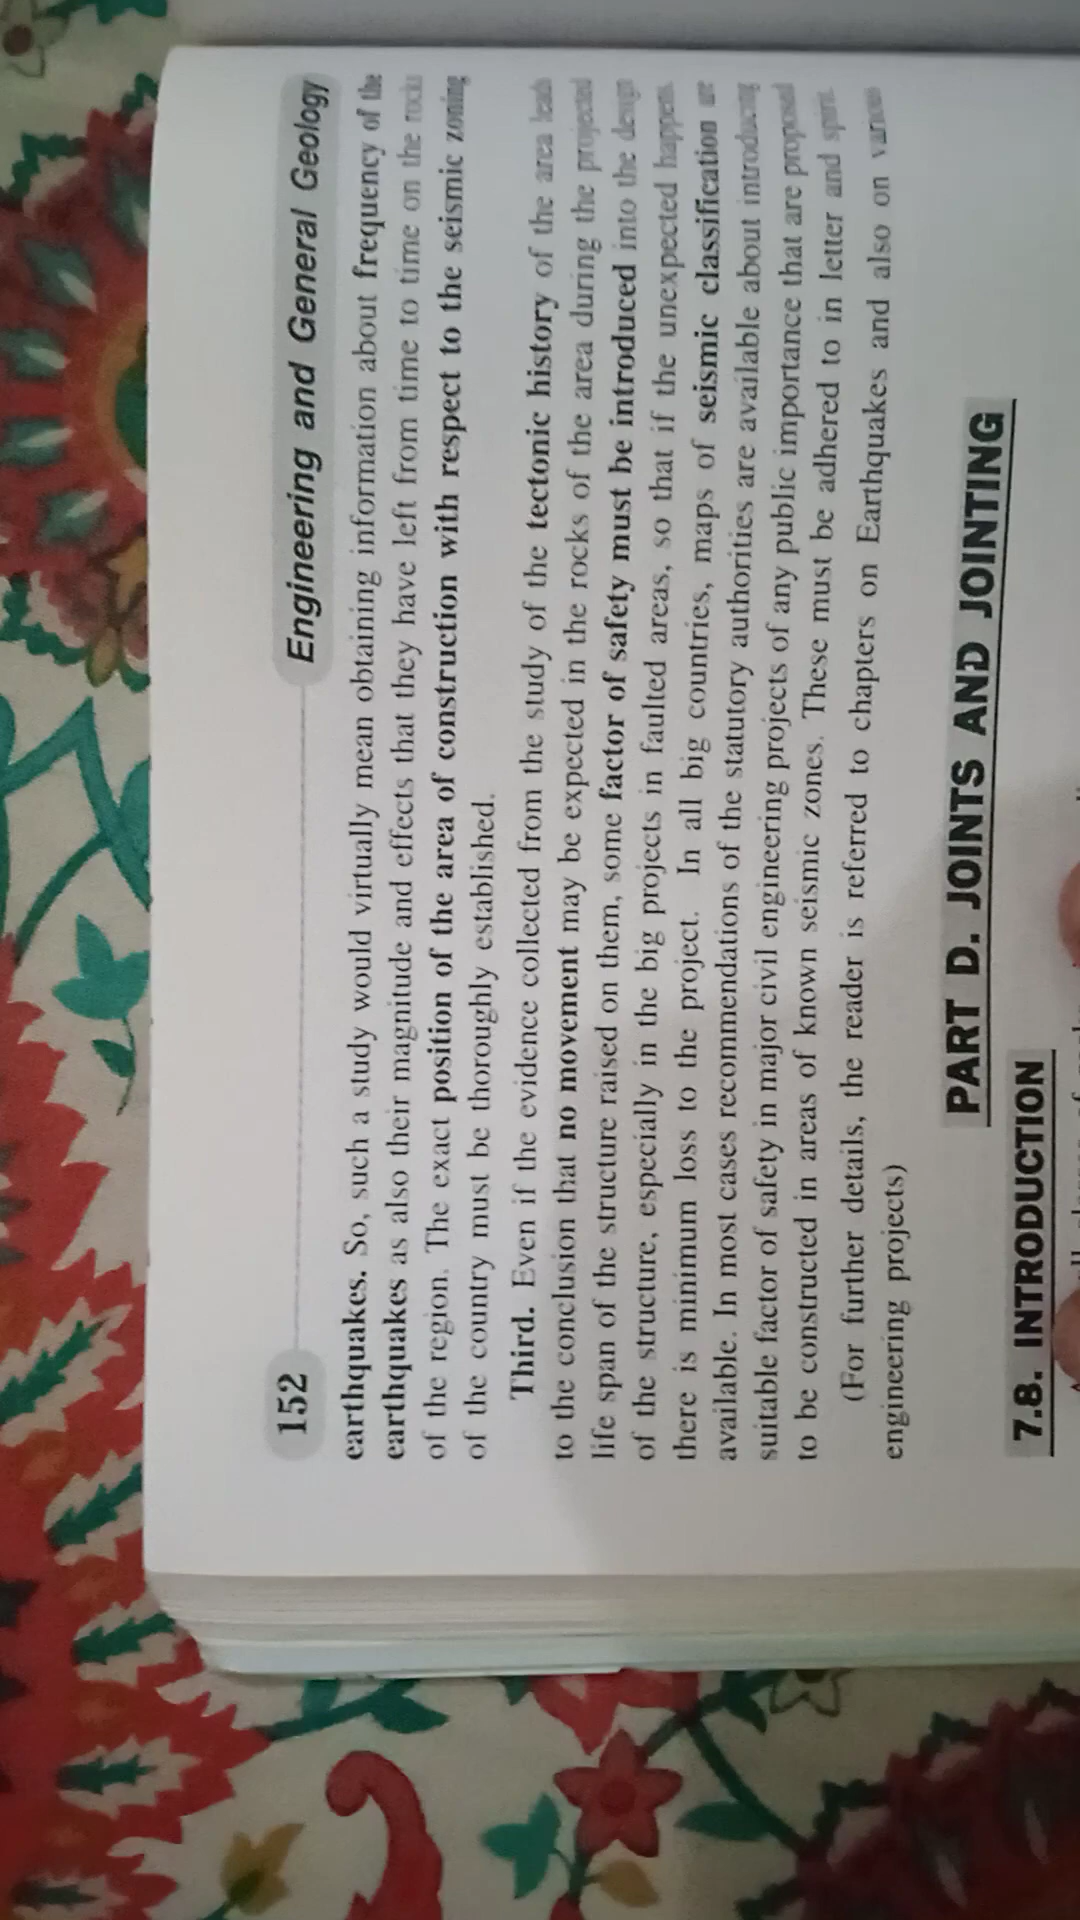 152 Engineering and General Geology
earthquakes. So, such a study would virtually mean obtaining information about frequency of the
earthquakes as also their magnitude and effects that they have left from time to time on the rocks
of the region. The exact position of the area of construction with respect to the seismic zoning
of the country must be thoroughly established.
Third. Even if the evidence collected from the study of the tectonic history of the area leads
to the conclusion that no movement may be expected in the rocks of the area during the projected
life span of the structure raised on them, some factor of safety must be introduced into the design
of the structure, especially in the big projects in faulted areas, so that if the unexpected happens,
there is minimum loss to the project. In all big countries, maps of seismic classification are
available. In most cases recommendations of the statutory authorities are available about introducing
suitable factor of safety in major civil engineering projects of any public importance that are proposed
to be constructed in areas of known seismic zones. These must be adhered to in letter and spirit.
(For further details, the reader is referred to chapters on Earthquakes and also on various
engineering projects)
PART D. JOINTS AND JOINTING
7.8. INTRODUCTION